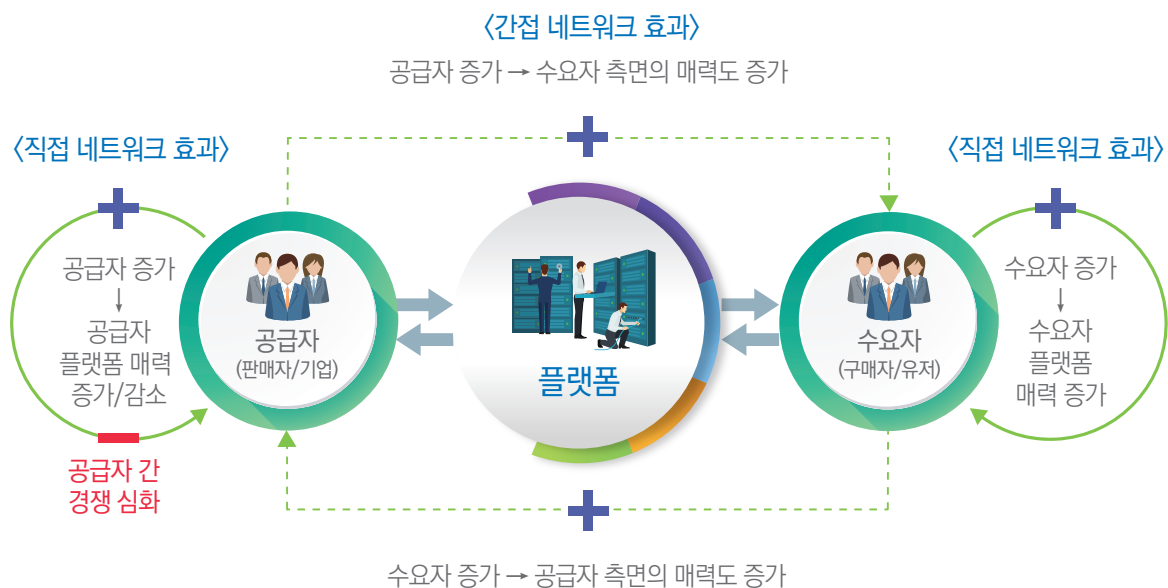 〈간접 네트워크 효과〉
공급자 증가 → 수요자 측면의 매력도 증가
〈직접 네트워크 효과〉
공급자 증가
↓
공급자
플랫폼 매력
증가/감소
공급자 간
경쟁 심화
공급자
(판매자/기업)
플랫폼
수요자
(구매자/유저)
〈직접 네트워크 효과〉
수요자 증가
↓
수요자
플랫폼
매력 증가
수요자 증가 → 공급자 측면의 매력도 증가